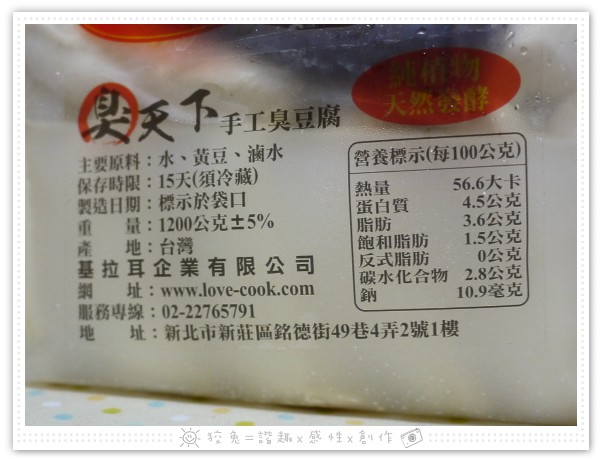 純植物
天然發酵
臭天下手工臭豆腐
主要原料：水、黃豆、滷水
保存時限：15天(須冷藏)
製造日期：標示於袋口
重　　量：1200公克±5%
產　　地：台灣
基拉耳企業有限公司
網　　址：www.love-cook.com
服務專線：02-22765791
地　　址：新北市新莊區銘德街49巷4弄2號1樓
營養標示(每100公克)
熱量 56.6大卡
蛋白質 4.5公克
脂肪 3.6公克
飽和脂肪 1.5公克
反式脂肪 0公克
碳水化合物 2.8公克
鈉 10.9毫克
狡兔=諧趣x感性x創作